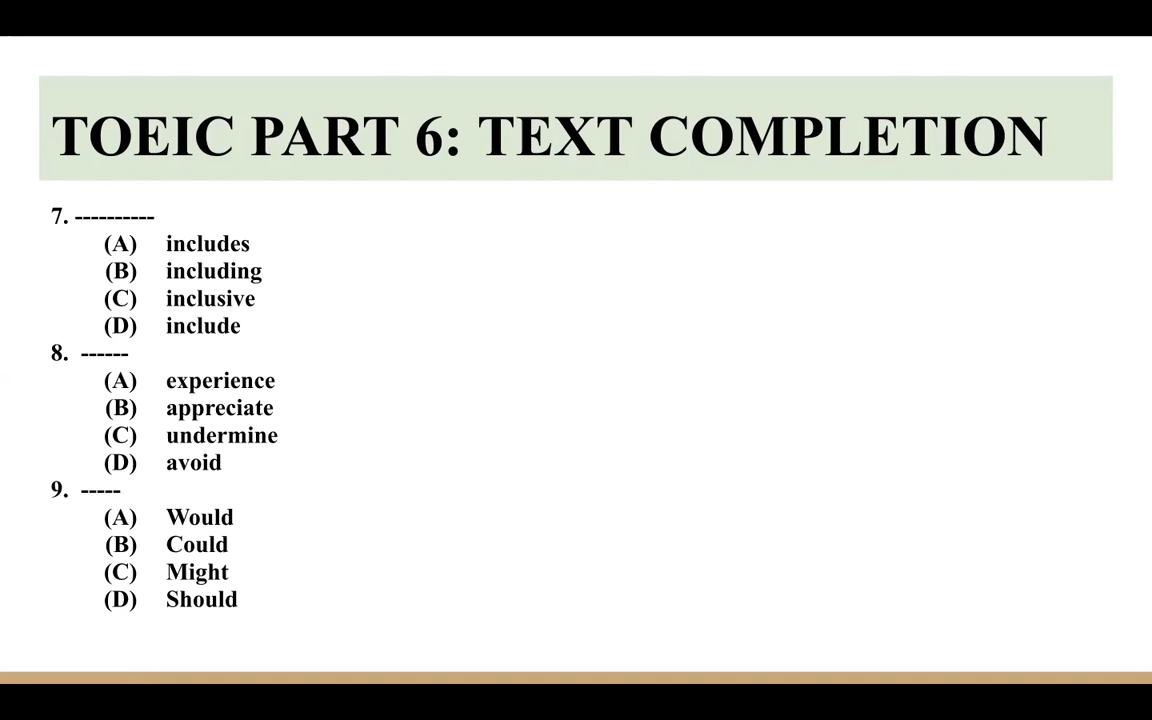 TOEIC PART 6: TEXT COMPLETION
7. ----------
(A) includes
(B) including
(C) inclusive
(D) include
8. ------
(A) experience
(B) appreciate
(C) undermine
(D) avoid
9. -----
(A) Would
(B) Could
(C) Might
(D) Should